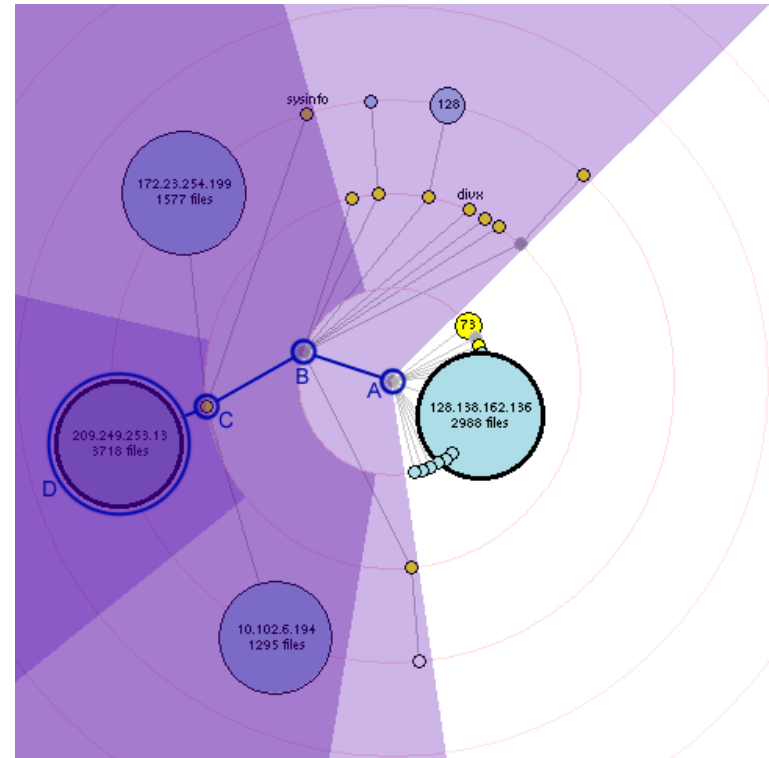 sysinfo
128
172.23.254.199
1577 files
divx
73
B
A
128.138.162.136
2988 files
C
209.249.253.13
3718 files
D
10.102.6.194
1295 files